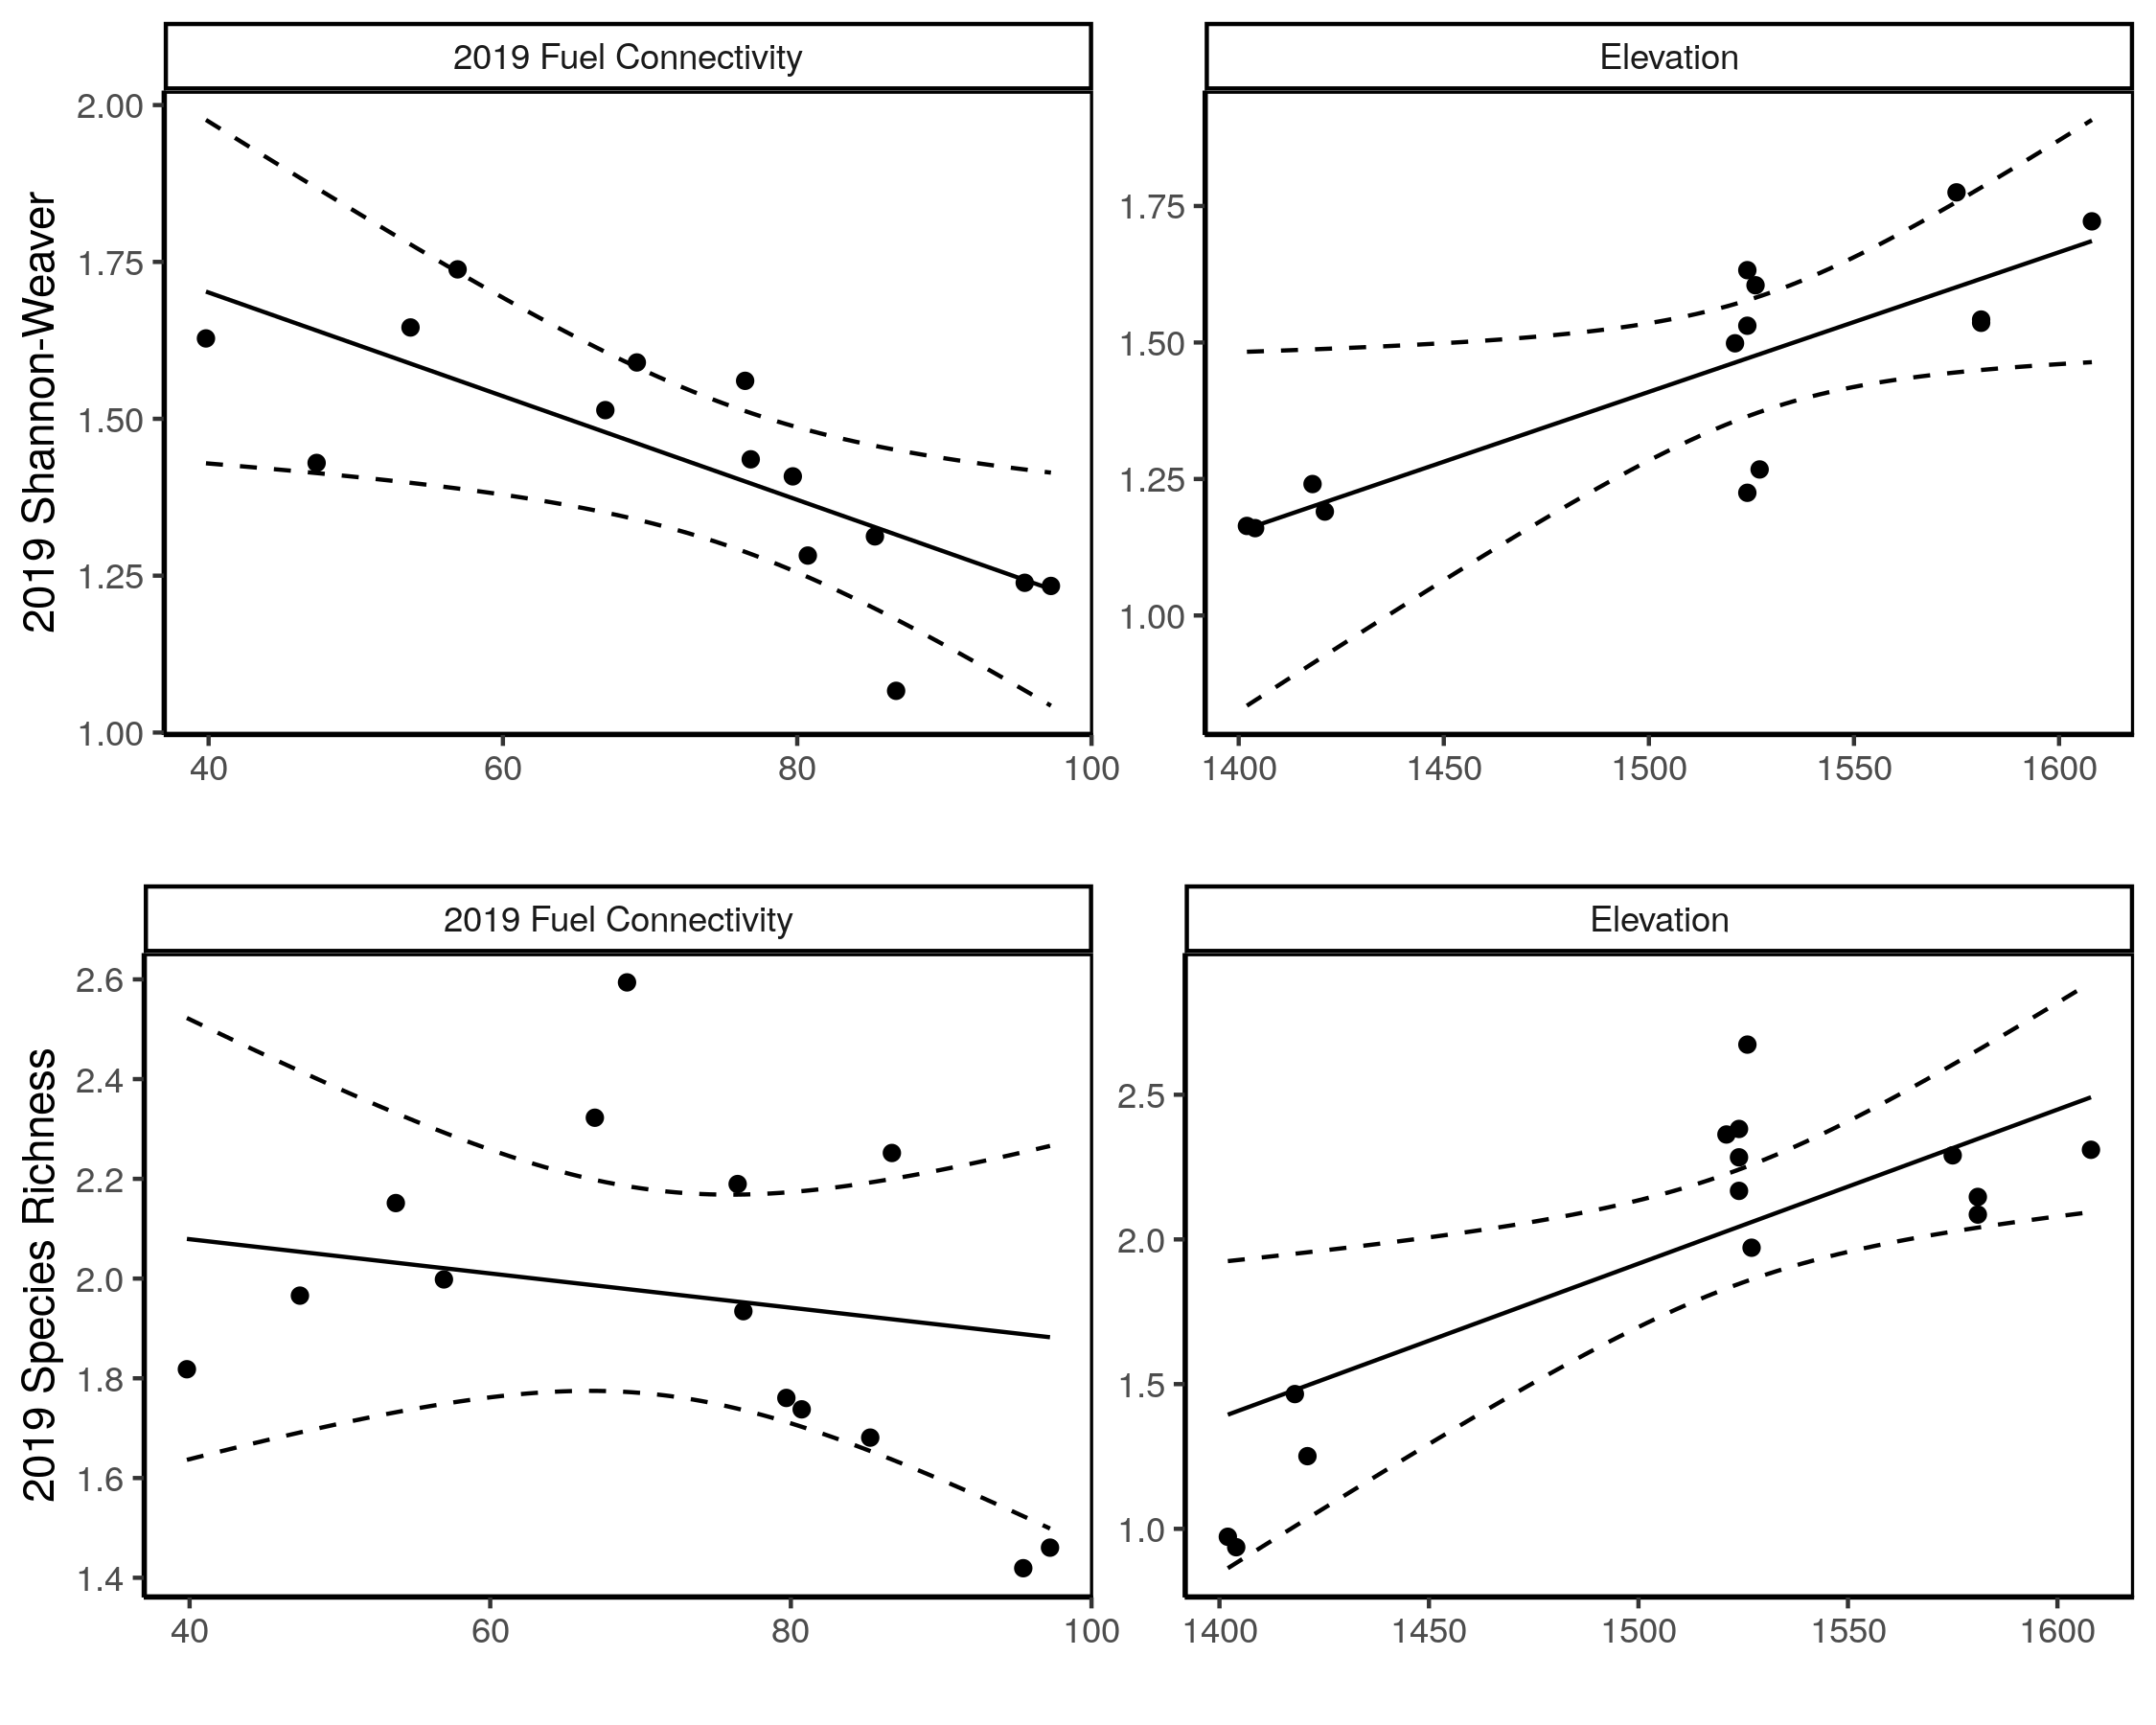 2019 Fuel Connectivity
Elevation
2019 Shannon-Weaver
2.00
1.75
1.50
1.25
1.00
40 60 80 100
1.75
1.50
1.25
1.00
1400 1450 1500 1550 1600
2019 Fuel Connectivity
Elevation
2019 Species Richness
2.6
2.4
2.2
2.0
1.8
1.6
1.4
40 60 80 100
2.5
2.0
1.5
1.0
1400 1450 1500 1550 1600